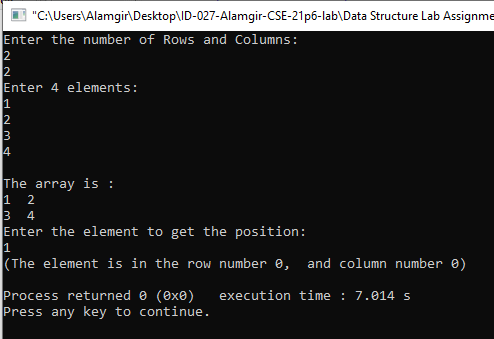 "C:\Users\Alamgir\Desktop\ID-027-Alamgir-CSE-21p6-lab\Data Structure Lab Assignme
Enter the number of Rows and Columns:
2
2
Enter 4 elements:
1
2
3
4
The array is :
1  2
3  4
Enter the element to get the position:
1
(The element is in the row number 0,  and column number 0)
Process returned 0 (0x0)   execution time : 7.014 s
Press any key to continue.